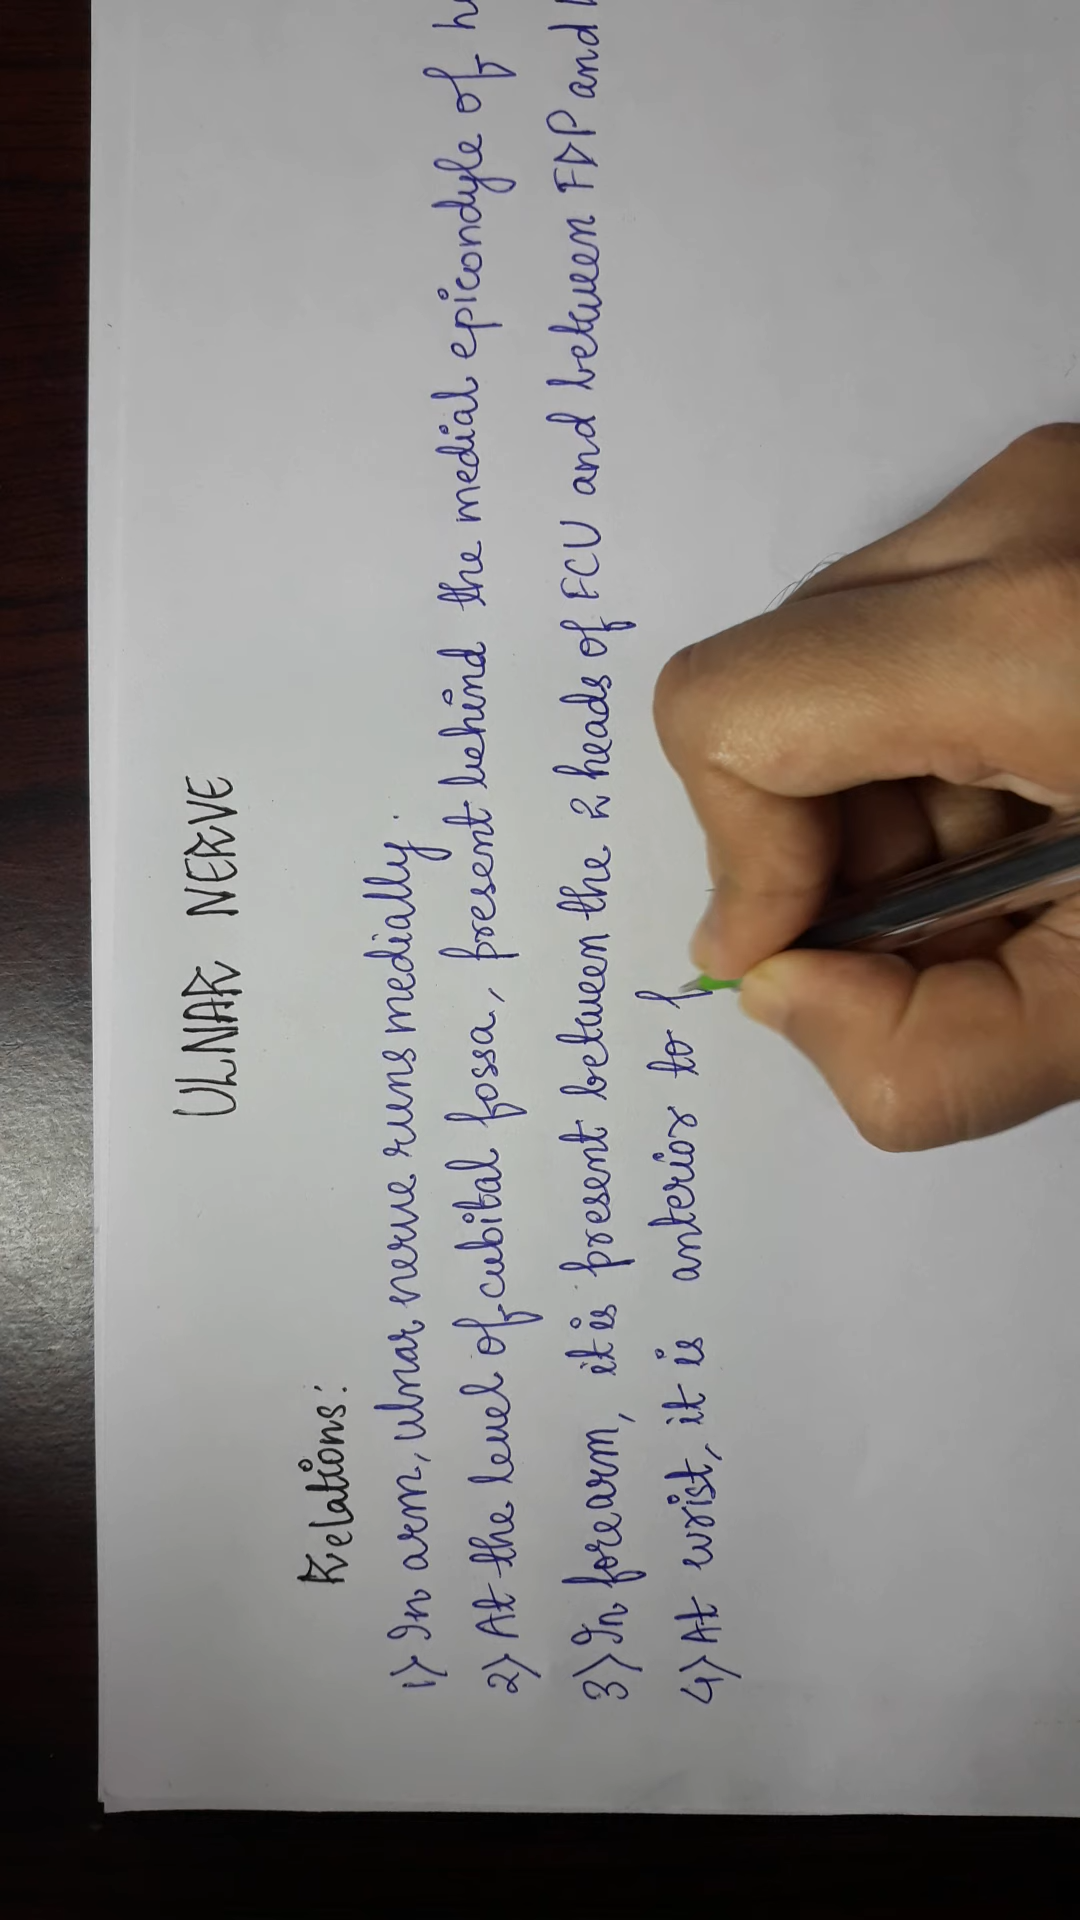 ULNAR NERVE
Relations:
1) In arm, ulnar nerve runs medially.
2) At the level of cubital fossa, present behind the medial epicondyle of
3) In forearm, it is present between the 2 heads of FCU and between FDP and
4) At wrist, it is anterior to f